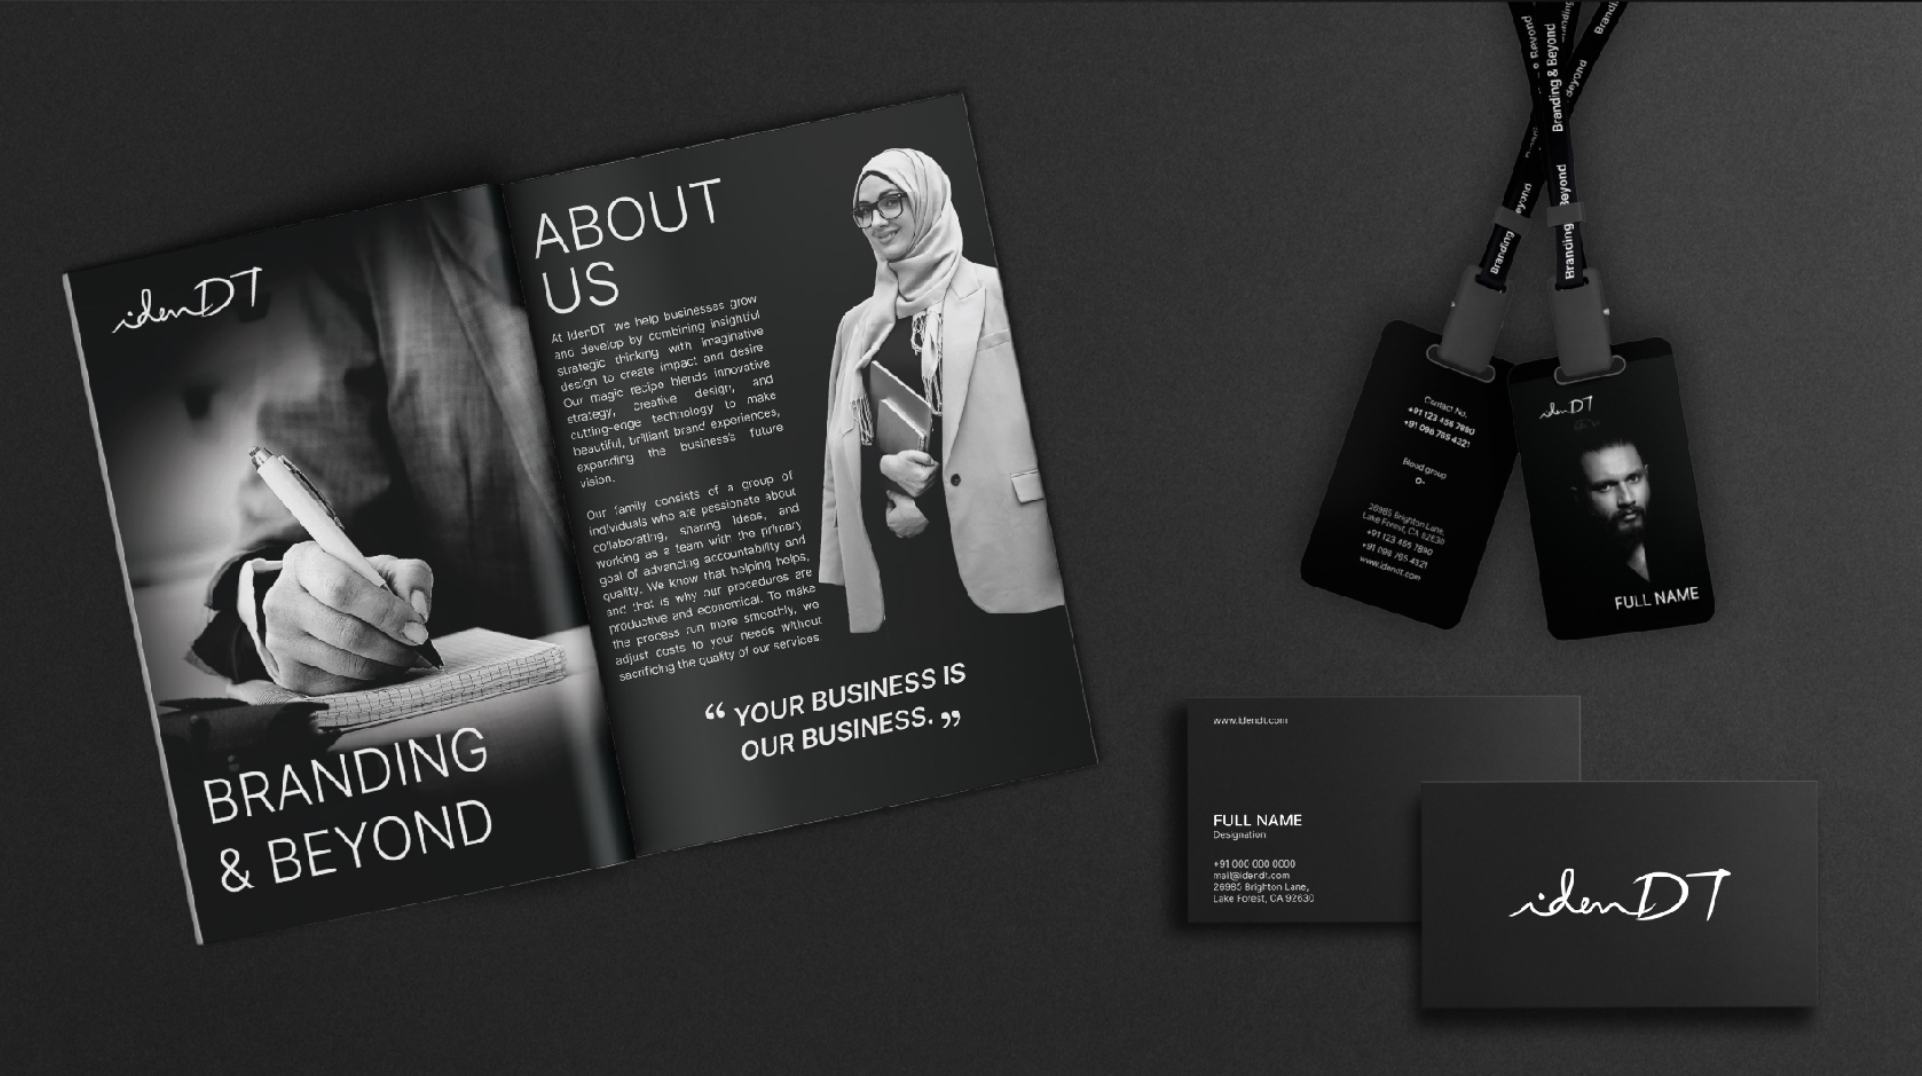 idenDT
BRANDING
& BEYOND
ABOUT
US
At IdenDT we help businesses grow
and develop by combining insightful
strategic thinking with imaginative
design to create impact and desire
Our magic recipe blends innovative
strategy, creative design, and
cutting-enge technology to make
beautiful, brilliant brand experiences,
expanding the business's future
vision.
Our family consists of a group of
individuals who are pessionate about
collaborating, sharing ideas, and
working as a team with the primary
goal of advancing accountability and
quality. We know that helping helps,
and that is why our procedures are
productive and economical. To make
the process run more smoothly, we
adjust costs to your needs without
sacrificing the quality of our services.
“ YOUR BUSINESS IS
OUR BUSINESS. ”
Branding & Beyond
Branding
Beyond
Branding
Beyond
Contact No.
+91 123 456 7890
+91 098 765 4321
Blood group
O-
26985 Brighton Lane,
Lake Forest, CA 92630
+91 123 456 7890
+91 098 765 4321
www.idendt.com
idenDT
FULL NAME
www.idendt.com
FULL NAME
Designation
+91 000 000 0000
mail@idendt.com
26985 Brighton Lane,
Lake Forest, CA 92630
idenDT